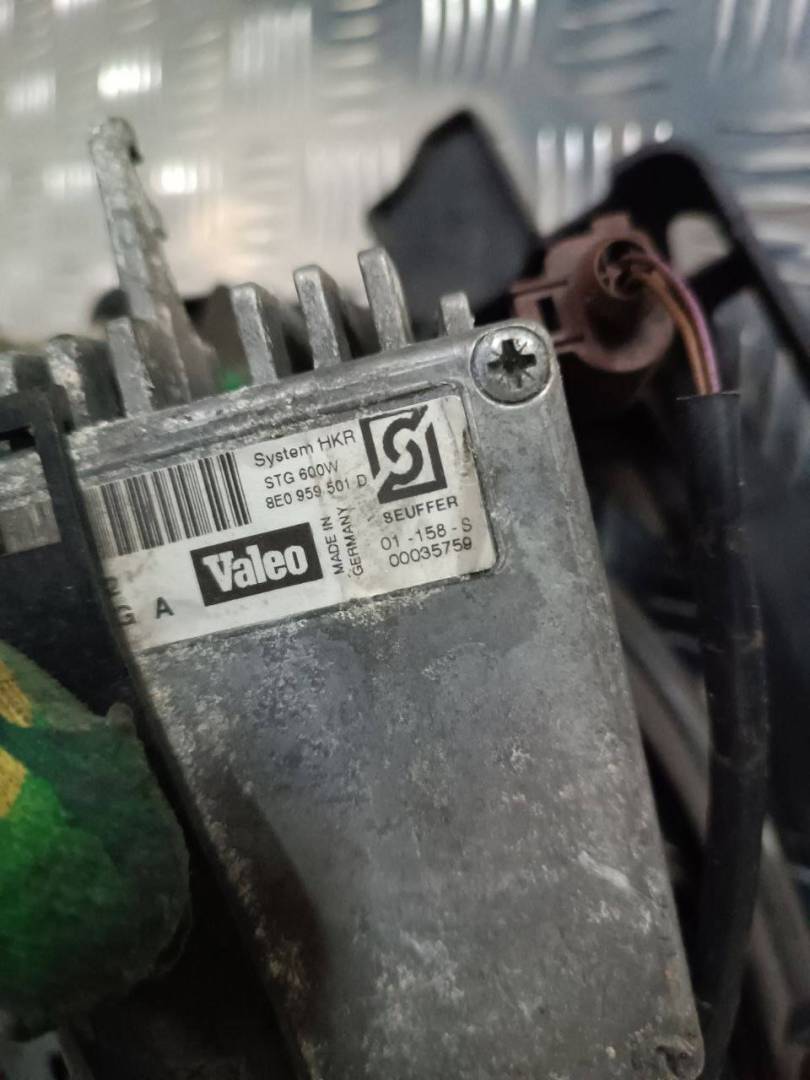 System HKR
STG 600W
8E0 959 501 D
SEUFFER
Valeo
MADE IN
GERMANY
01-158-S
00035759
G A